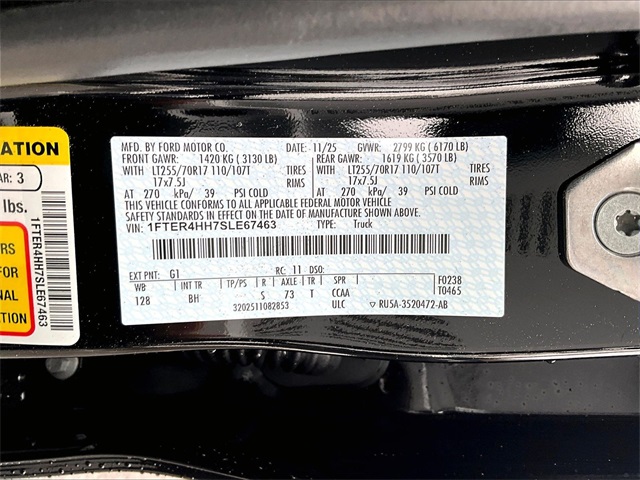 ATION
AR: 3
lbs.
RS
FOR
ONAL
ON
1FTER4HH7SLE67463
MFD. BY FORD MOTOR CO. DATE: 11/25 GVWR: 2799 KG ( 6170 LB)
FRONT GAWR: 1420 KG ( 3130 LB) REAR GAWR: 1619 KG ( 3570 LB)
WITH LT255/70R17 110/107T TIRES WITH LT255/70R17 110/107T TIRES
17x7.5J RIMS 17x7.5J RIMS
AT 270 kPa/ 39 PSI COLD AT 270 kPa/ 39 PSI COLD
THIS VEHICLE CONFORMS TO ALL APPLICABLE FEDERAL MOTOR VEHICLE
SAFETY AND THEFT PREVENTION STANDARDS IN EFFECT ON THE DATE OF
MANUFACTURE SHOWN ABOVE.
VIN: 1FTER4HH7SLE67463 TYPE: Truck
EXT PNT: G1 RC: 11 DSO:
WB INT TR TP/PS R AXLE TR SPR F0238
128 BH S 73 T CCAA T0465
3202511082853 ULC RU5A-3520472-AB